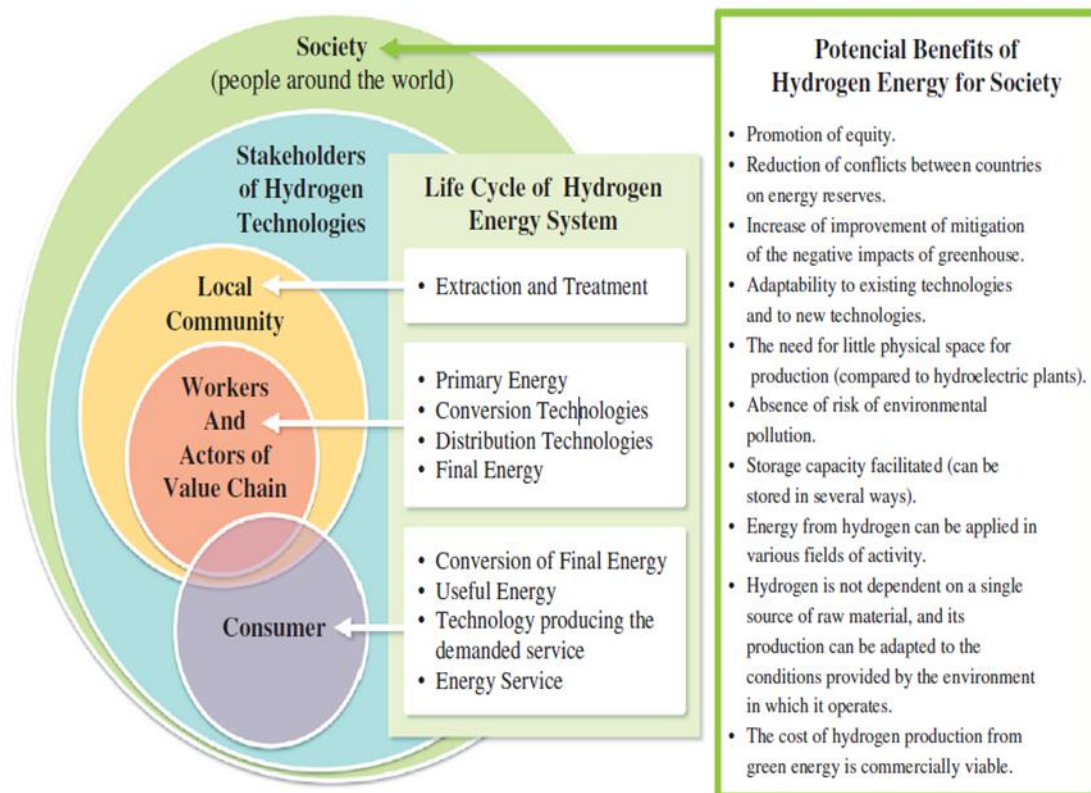 Society
(people around the world)
Stakeholders
of Hydrogen
Technologies
Local
Community
Workers
And
Actors of
Value Chain
Consumer
Life Cycle of Hydrogen
Energy System
• Extraction and Treatment
• Primary Energy
• Conversion Technologies
• Distribution Technologies
• Final Energy
• Conversion of Final Energy
• Useful Energy
• Technology producing the
demanded service
• Energy Service
Potencial Benefits of
Hydrogen Energy for Society
• Promotion of equity.
• Reduction of conflicts between countries
on energy reserves.
• Increase of improvement of mitigation
of the negative impacts of greenhouse.
• Adaptability to existing technologies
and to new technologies.
• The need for little physical space for
production (compared to hydroelectric plants).
• Absence of risk of environmental
pollution.
• Storage capacity facilitated (can be
stored in several ways).
• Energy from hydrogen can be applied in
various fields of activity.
• Hydrogen is not dependent on a single
source of raw material, and its
production can be adapted to the
conditions provided by the environment
in which it operates.
• The cost of hydrogen production from
green energy is commercially viable.